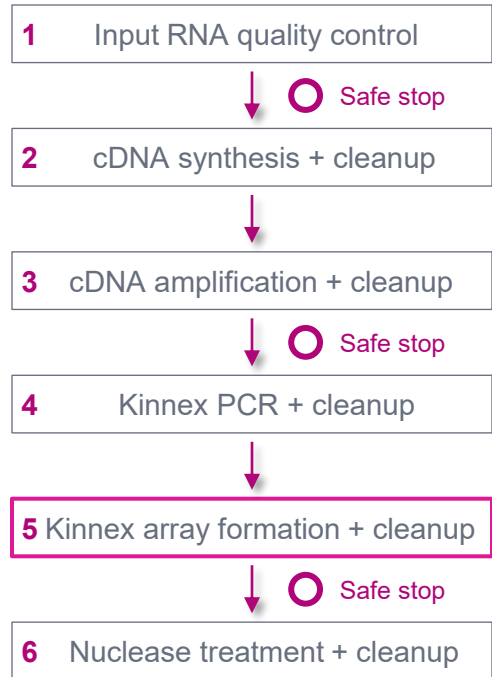 1 Input RNA quality control
Safe stop
2 cDNA synthesis + cleanup
3 cDNA amplification + cleanup
Safe stop
4 Kinnex PCR + cleanup
5 Kinnex array formation + cleanup
Safe stop
6 Nuclease treatment + cleanup